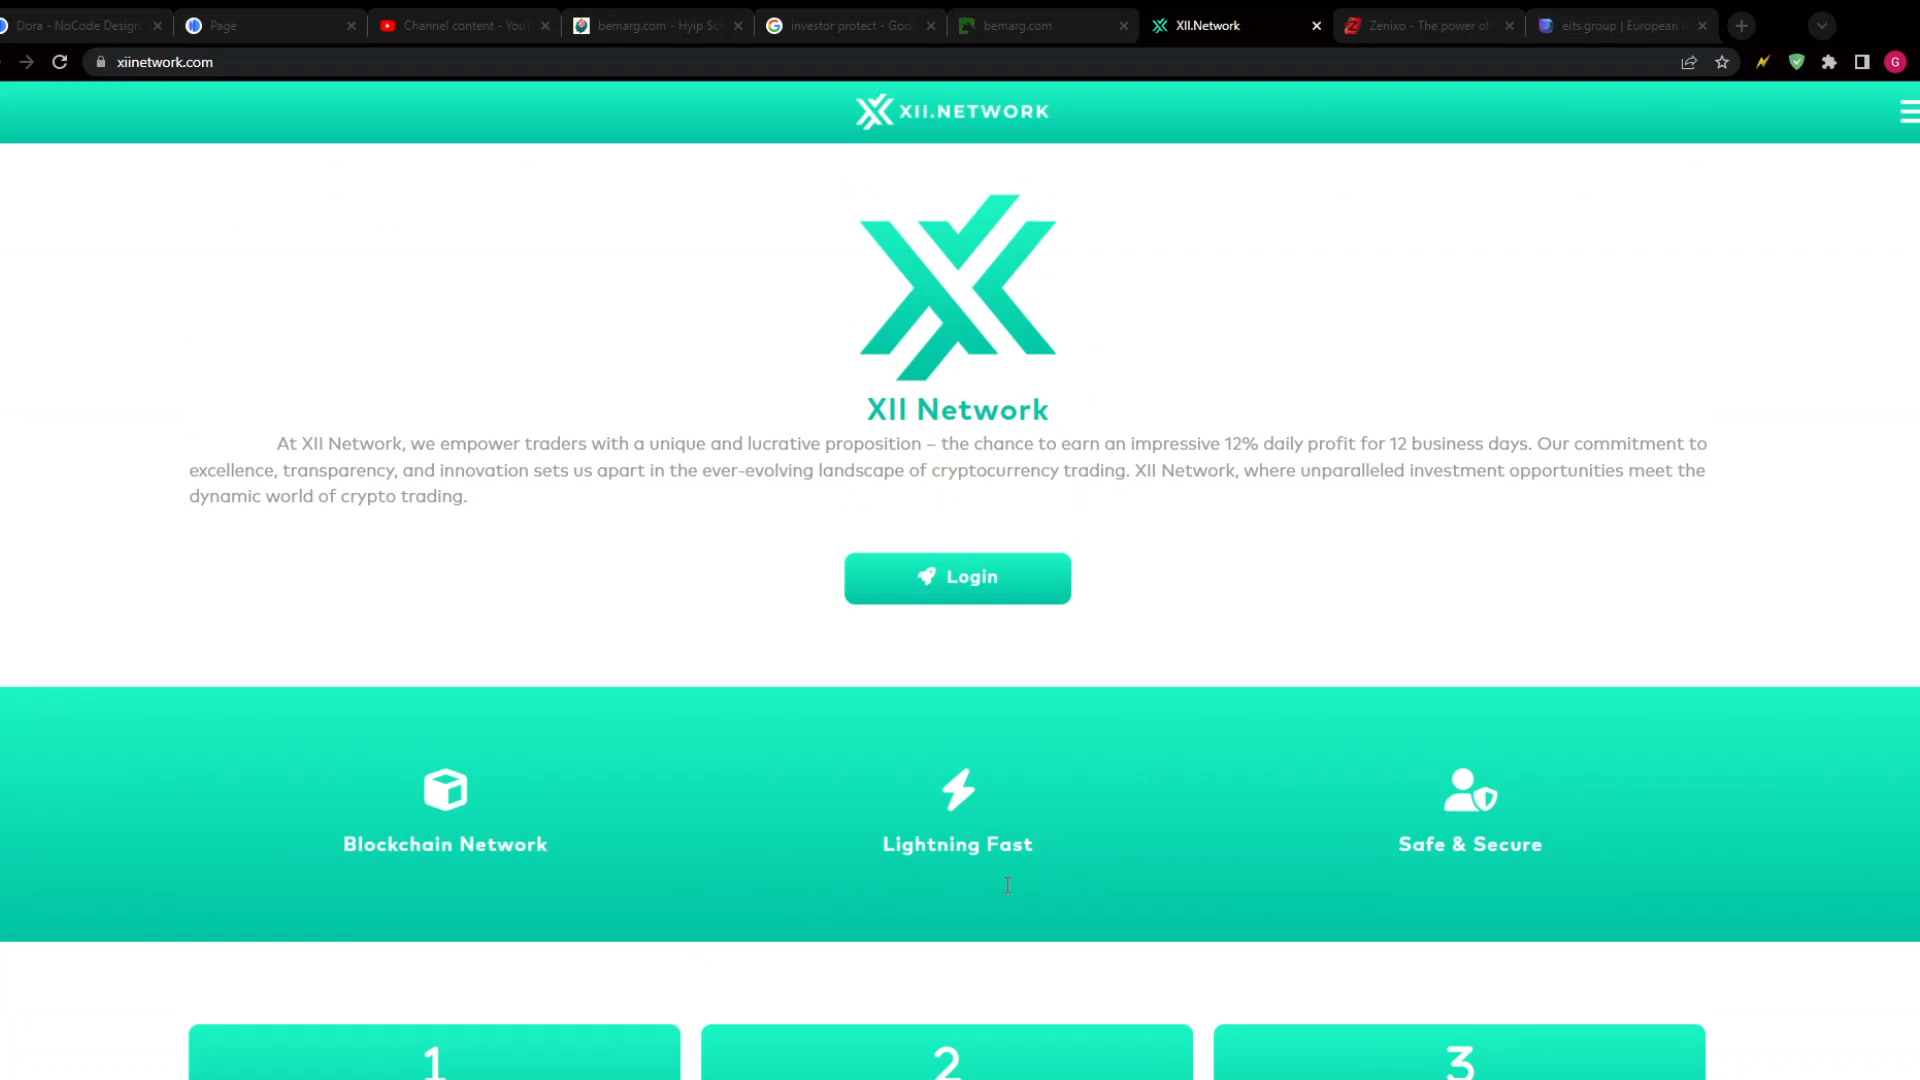 Dora - NoCode Design
Page
Channel content - YouT
bemarg.com - Hyip Sc
investor protect - Goo
bemarg.com
XII.Network
Zenixo - The power of
eits.group | European
xiinetwork.com
G
XII.NETWORK
XII Network
At XII Network, we empower traders with a unique and lucrative proposition – the chance to earn an impressive 12% daily profit for 12 business days. Our commitment to
excellence, transparency, and innovation sets us apart in the ever-evolving landscape of cryptocurrency trading. XII Network, where unparalleled investment opportunities meet the
dynamic world of crypto trading.
Login
Blockchain Network
Lightning Fast
Safe & Secure
1
2
3